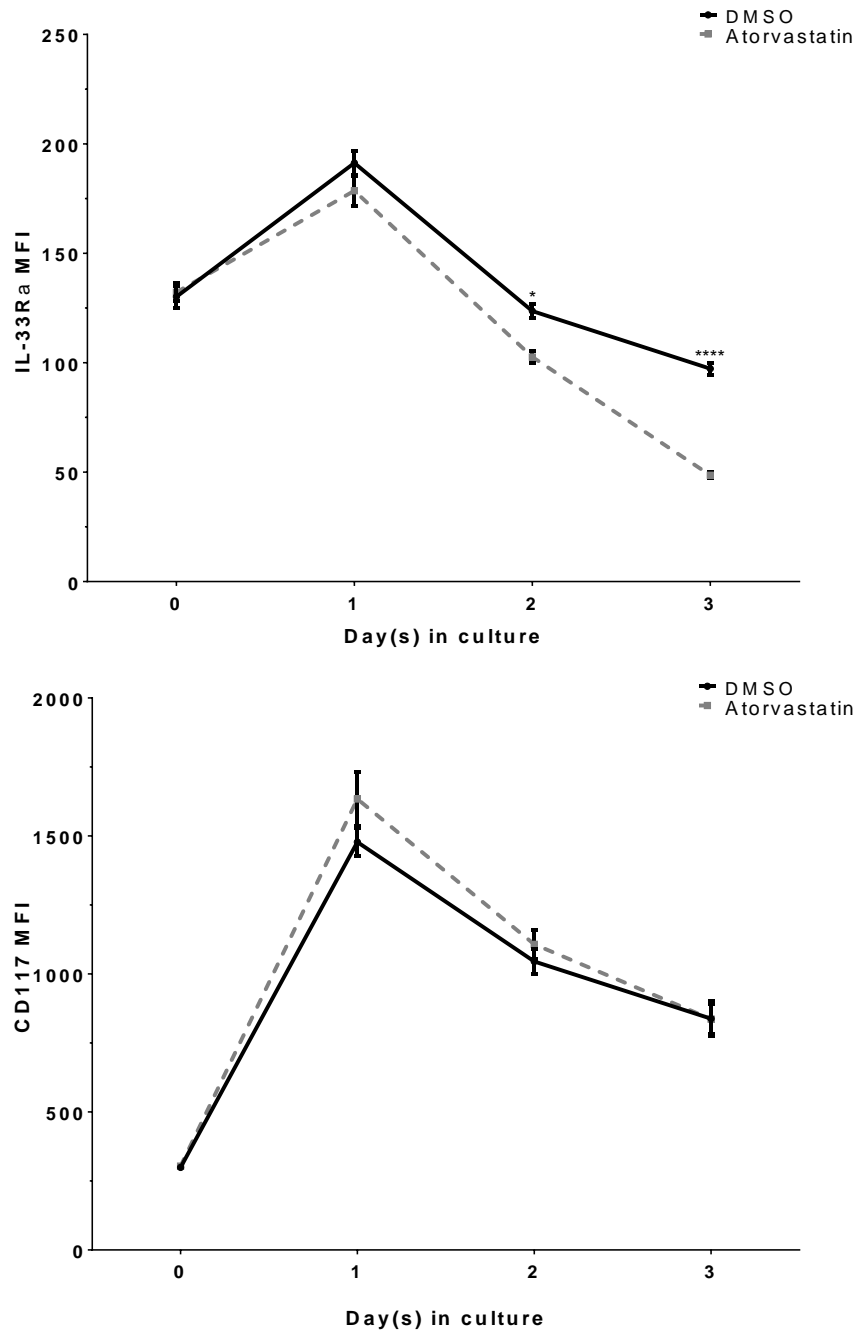 DMSO
Atorvastatin
250
200
150
100
50
0
IL-33Ra MFI
*
****
0 1 2 3
Day(s) in culture
DMSO
Atorvastatin
2000
1500
1000
500
0
CD117 MFI
0 1 2 3
Day(s) in culture